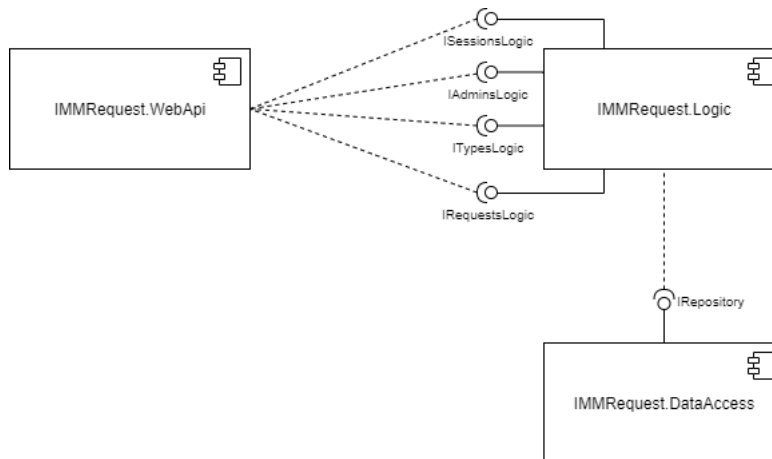 ISessionsLogic
IMMRequest.WebApi
IAdminsLogic
IMMRequest.Logic
ITypesLogic
IRequestsLogic
IRepository
IMMRequest.DataAccess